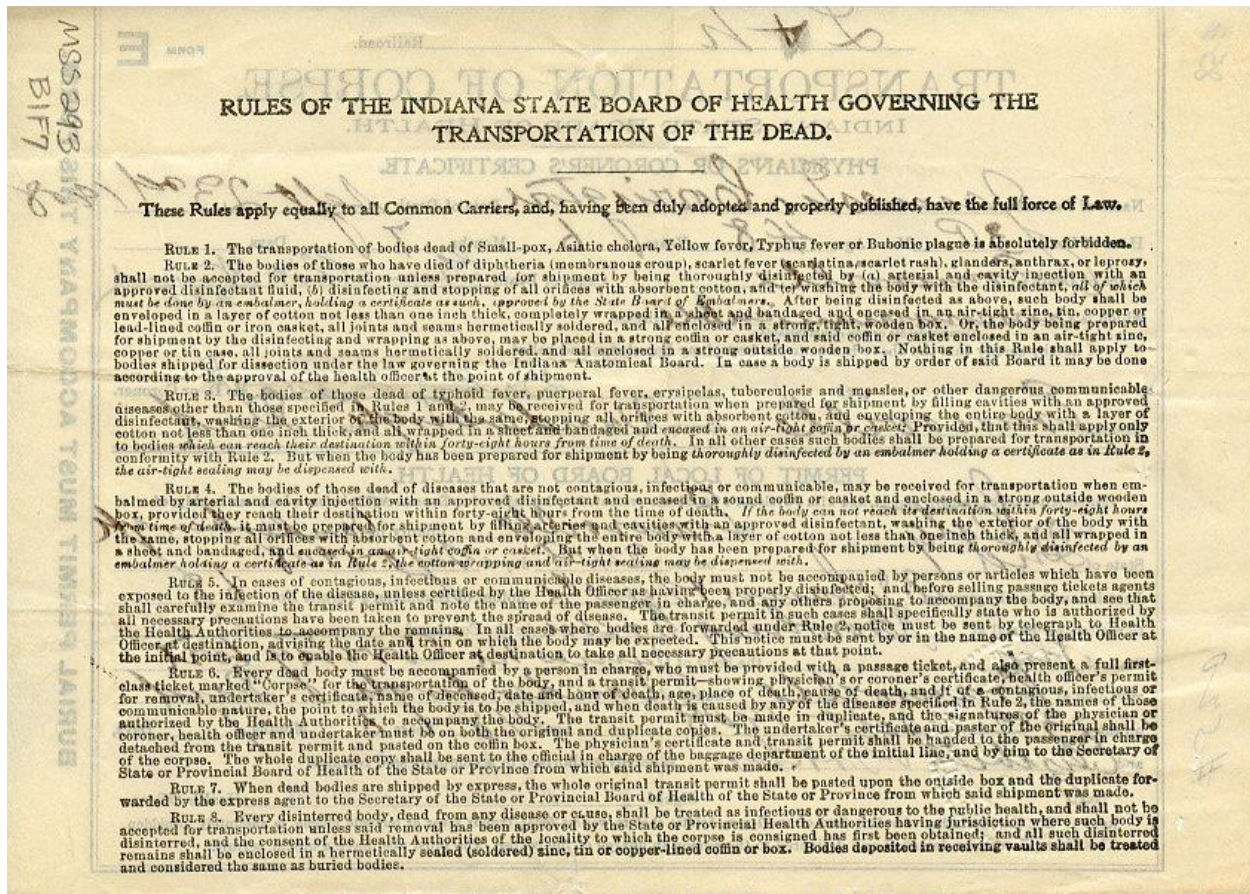 MSS 293
B1F7
RULES OF THE INDIANA STATE BOARD OF HEALTH GOVERNING THE
TRANSPORTATION OF THE DEAD.
These Rules apply equally to all Common Carriers, and, having been duly adopted and properly published, have the full force of Law.
RULE 1. The transportation of bodies dead of Small-pox, Asiatic cholera, Yellow fever, Typhus fever or Bubonic plague is absolutely forbidden.
RULE 2. The bodies of those who have died of diphtheria (membranous croup), scarlet fever (scarlatina, scarlet rash), glanders, anthrax, or leprosy,
shall not be accepted for transportation unless prepared for shipment by being thoroughly disinfected by (a) arterial and cavity injection with an
approved disinfectant fluid, (b) disinfecting and stopping of all orifices with absorbent cotton, and (c) washing the body with the disinfectant, all of which
must be done by an embalmer, holding a certificate as such, approved by the State Board of Embalmers. After being disinfected as above, such body shall be
enveloped in a layer of cotton not less than one inch thick, completely wrapped in a sheet and bandaged and encased in an air-tight zinc, tin, copper or
lead-lined coffin or iron casket, all joints and seams hermetically soldered, and all enclosed in a strong, tight, wooden box. Or, the body being prepared
for shipment by the disinfecting and wrapping as above, may be placed in a strong coffin or casket, and said coffin or casket enclosed in an air-tight zinc,
copper or tin case, all joints and seams hermetically soldered, and all enclosed in a strong outside wooden box. Nothing in this Rule shall apply to
bodies shipped for dissection under the law governing the Indiana Anatomical Board. In case a body is shipped by order of said Board it may be done
according to the approval of the health officer at the point of shipment.
RULE 3. The bodies of those dead of typhoid fever, puerperal fever, erysipelas, tuberculosis and measles, or other dangerous communicable
diseases other than those specified in Rules 1 and 2, may be received for transportation when prepared for shipment by filling cavities with an approved
disinfectant, washing the exterior of the body with the same, stopping all orifices with absorbent cotton, and enveloping the entire body with a layer of
cotton not less than one inch thick, and all wrapped in a sheet and bandaged and encased in an air-tight coffin or casket: Provided, that this shall apply only
to bodies which can reach their destination within forty-eight hours from time of death. In all other cases such bodies shall be prepared for transportation in
conformity with Rule 2. But when the body has been prepared for shipment by being thoroughly disinfected by an embalmer holding a certificate as in Rule 2,
the air-tight sealing may be dispensed with.
RULE 4. The bodies of those dead of diseases that are not contagious, infectious or communicable, may be received for transportation when em-
balmed by arterial and cavity injection with an approved disinfectant and encased in a sound coffin or casket and enclosed in a strong outside wooden
box, provided they reach their destination within forty-eight hours from the time of death. If the body can not reach its destination within forty-eight hours
from time of death, it must be prepared for shipment by filling arteries and cavities with an approved disinfectant, washing the exterior of the body with
the same, stopping all orifices with absorbent cotton and enveloping the entire body with a layer of cotton not less than one inch thick, and all wrapped in
a sheet and bandaged, and encased in an air-tight coffin or casket. But when the body has been prepared for shipment by being thoroughly disinfected by an
embalmer holding a certificate as in Rule 2, the cotton wrapping and air-tight sealing may be dispensed with.
RULE 5. In cases of contagious, infectious or communicable diseases, the body must not be accompanied by persons or articles which have been
exposed to the infection of the disease, unless certified by the Health Officer as having been properly disinfected; and before selling passage tickets agents
shall carefully examine the transit permit and note the name of the passenger in charge, and any others proposing to accompany the body, and see that
all necessary precautions have been taken to prevent the spread of disease. The transit permit in such cases shall specifically state who is authorized by
the Health Authorities to accompany the remains. In all cases where bodies are forwarded under Rule 2, notice must be sent by telegraph to Health
Officer at destination, advising the date and train on which the body may be expected. This notice must be sent by or in the name of the Health Officer at
the initial point, and is to enable the Health Officer at destination to take all necessary precautions at that point.
RULE 6. Every dead body must be accompanied by a person in charge, who must be provided with a passage ticket, and also present a full first-
class ticket marked "Corpse" for the transportation of the body, and a transit permit—showing physician's or coroner's certificate, health officer's permit
for removal, undertaker's certificate, name of deceased, date and hour of death, age, place of death, cause of death, and if of a contagious, infectious or
communicable nature, the point to which the body is to be shipped, and when death is caused by any of the diseases specified in Rule 2, the names of those
authorized by the Health Authorities to accompany the body. The transit permit must be made in duplicate, and the signatures of the physician or
coroner, health officer and undertaker must be on both the original and duplicate copies. The undertaker's certificate and paster of the original shall be
detached from the transit permit and pasted on the coffin box. The physician's certificate and transit permit shall be handed to the passenger in charge
of the corpse. The whole duplicate copy shall be sent to the official in charge of the baggage department of the initial line, and by him to the Secretary of
State or Provincial Board of Health of the State or Province from which said shipment was made.
RULE 7. When dead bodies are shipped by express, the whole original transit permit shall be pasted upon the outside box and the duplicate for-
warded by the express agent to the Secretary of the State or Provincial Board of Health of the State or Province from which said shipment was made.
RULE 8. Every disinterred body, dead from any disease or cause, shall be treated as infectious or dangerous to the public health, and shall not be
accepted for transportation unless said removal has been approved by the State or Provincial Health Authorities having jurisdiction where such body is
disinterred, and the consent of the Health Authorities of the locality to which the corpse is consigned has first been obtained; and all such disinterred
remains shall be enclosed in a hermetically sealed (soldered) zinc, tin or copper-lined coffin or box. Bodies deposited in receiving vaults shall be treated
and considered the same as buried bodies.